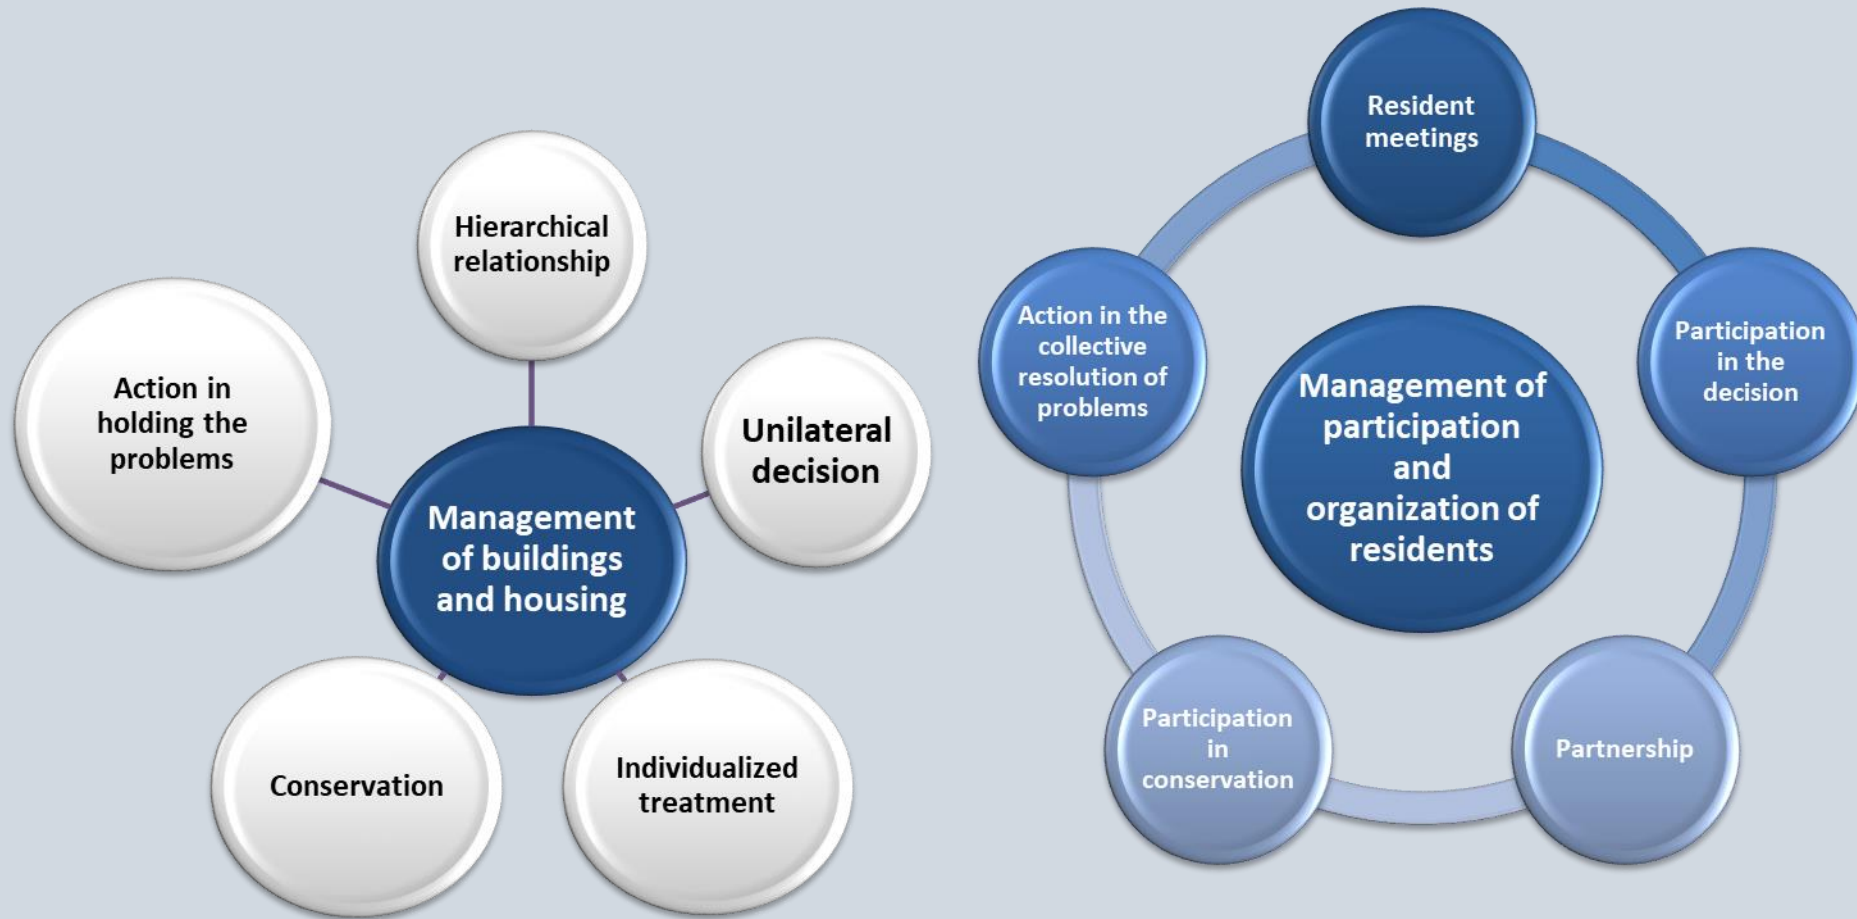 Hierarchical
relationship
Unilateral
decision
Individualized
treatment
Conservation
Action in
holding the
problems
Management
of buildings
and housing
Resident
meetings
Participation
in the
decision
Partnership
Participation
in
conservation
Action in the
collective
resolution of
problems
Management of
participation
and
organization of
residents